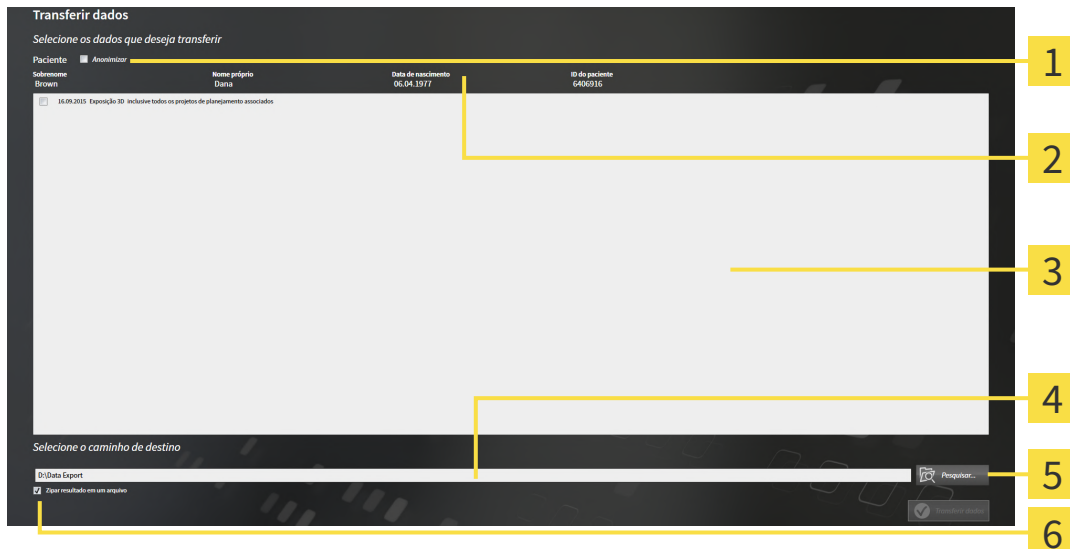 Transferir dados
Selecione os dados que deseja transferir
Paciente Anonimizar
1
Sobrenome Nome próprio Data de nascimento ID do paciente
Brown Dana 06.04.1977 6406916
16.09.2015 Exposição 3D inclusive todos os projetos de planejamento associados
2
3
4
Selecione o caminho de destino
D:\Data Export
Pesquisar...
5
Zipar resultado em um arquivo
Transferir dados
6